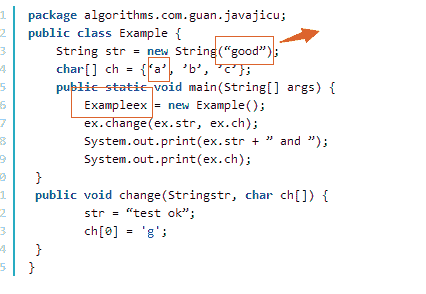 1 package algorithms.com.guan.javajicu;
2 public class Example {
3 String str = new String(“good”);
4 char[] ch = {‘a’, ’b’, ’c’};
5 public static void main(String[] args) {
6 Exampleex = new Example();
7 ex.change(ex.str, ex.ch);
8 System.out.print(ex.str + ” and ”);
9 System.out.print(ex.ch);
0 }
1 public void change(Stringstr, char ch[]) {
2 str = “test ok”;
3 ch[0] = 'g';
4 }
5 }